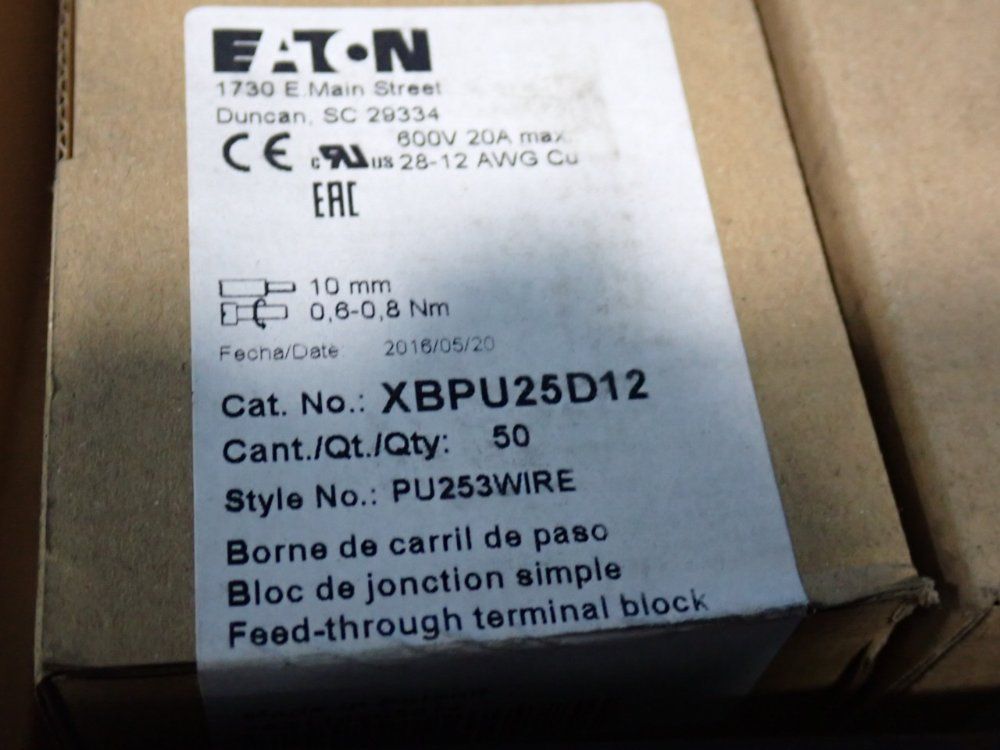 EATON
1730 E. Main Street
Duncan, SC 29334
600V 20A max.
CE c RU us 28-12 AWG Cu
EAC
10 mm
0,6-0,8 Nm
Fecha/Date 2016/05/20
Cat. No.: XBPU25D12
Cant./Qt./Qty: 50
Style No.: PU253WIRE
Borne de carril de paso
Bloc de jonction simple
Feed-through terminal block